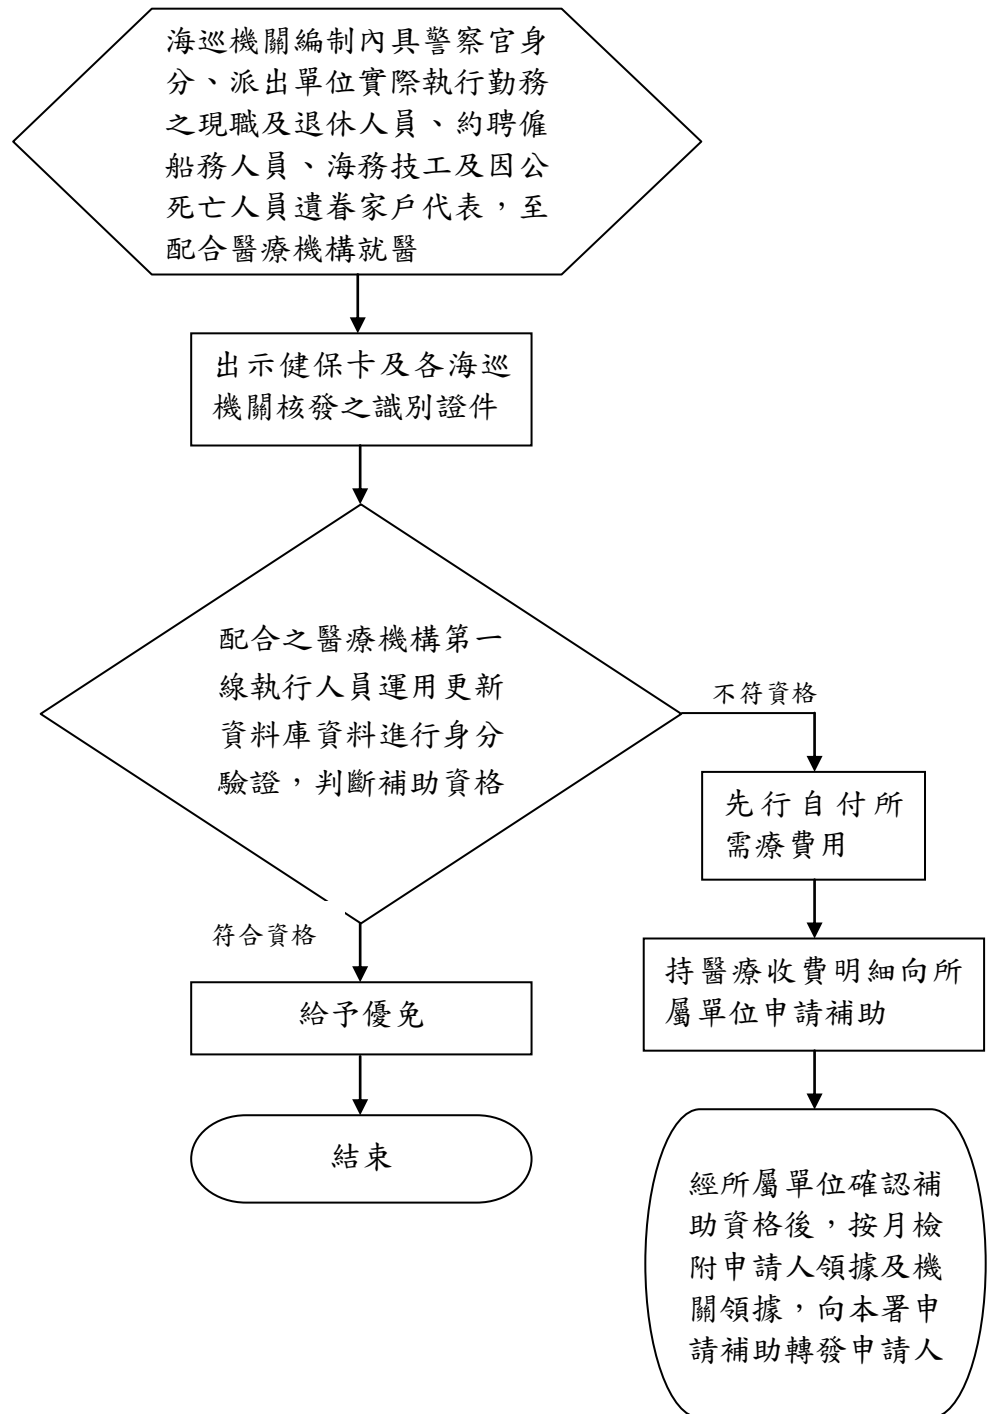 海巡機關編制內具警察官身
分、派出單位實際執行勤務
之現職及退休人員、約聘僱
船務人員、海務技工及因公
死亡人員遺眷家戶代表，至
配合醫療機構就醫
出示健保卡及各海巡
機關核發之識別證件
配合之醫療機構第一
線執行人員運用更新
資料庫資料進行身分
驗證，判斷補助資格
不符資格
先行自付所
需療費用
符合資格
持醫療收費明細向所
屬單位申請補助
給予優免
結束
經所屬單位確認補
助資格後，按月檢
附申請人領據及機
關領據，向本署申
請補助轉發申請人